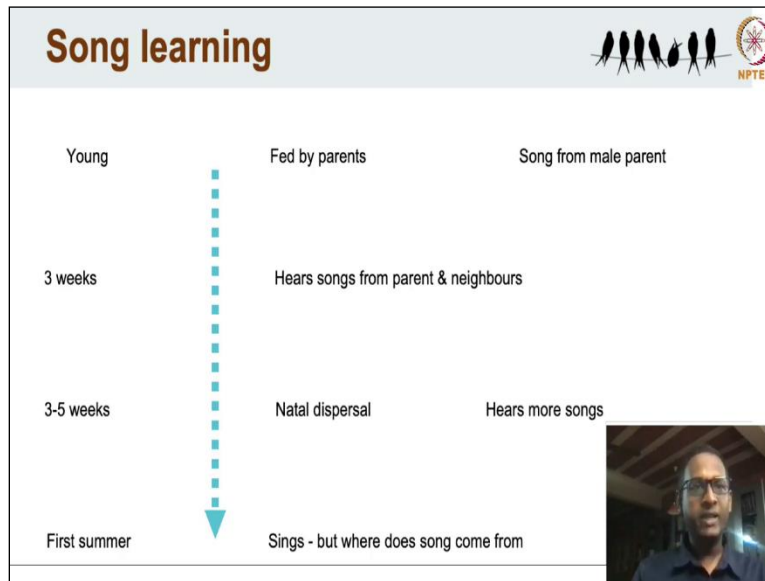 Song learning
NPTE
Young Fed by parents Song from male parent
3 weeks Hears songs from parent & neighbours
3-5 weeks Natal dispersal Hears more songs
First summer Sings - but where does song come from